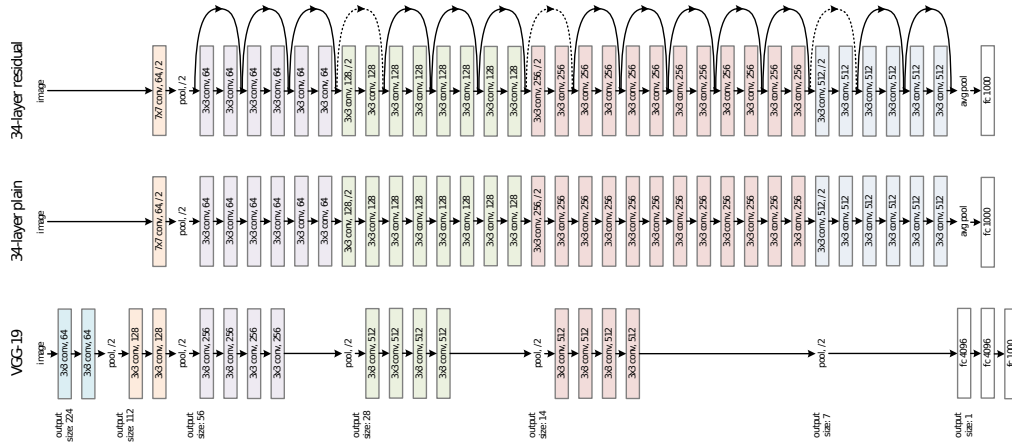 output
size: 224
output
size: 112
output
size: 56
output
size: 28
output
size: 14
output
size: 7
output
size: 1
VGG-19
image
3x3 conv, 64
3x3 conv, 64
pool, /2
3x3 conv, 128
3x3 conv, 128
pool, /2
3x3 conv, 256
3x3 conv, 256
3x3 conv, 256
3x3 conv, 256
pool, /2
3x3 conv, 512
3x3 conv, 512
3x3 conv, 512
3x3 conv, 512
pool, /2
3x3 conv, 512
3x3 conv, 512
3x3 conv, 512
3x3 conv, 512
pool, /2
fc 4096
fc 4096
fc 1000
34-layer plain
image
7x7 conv, 64, /2
pool, /2
3x3 conv, 64
3x3 conv, 64
3x3 conv, 64
3x3 conv, 64
3x3 conv, 64
3x3 conv, 64
3x3 conv, 128, /2
3x3 conv, 128
3x3 conv, 128
3x3 conv, 128
3x3 conv, 128
3x3 conv, 128
3x3 conv, 128
3x3 conv, 128
3x3 conv, 256, /2
3x3 conv, 256
3x3 conv, 256
3x3 conv, 256
3x3 conv, 256
3x3 conv, 256
3x3 conv, 256
3x3 conv, 256
3x3 conv, 256
3x3 conv, 256
3x3 conv, 256
3x3 conv, 256
3x3 conv, 512, /2
3x3 conv, 512
3x3 conv, 512
3x3 conv, 512
3x3 conv, 512
3x3 conv, 512
avg pool
fc 1000
34-layer residual
image
7x7 conv, 64, /2
pool, /2
3x3 conv, 64
3x3 conv, 64
3x3 conv, 64
3x3 conv, 64
3x3 conv, 64
3x3 conv, 64
3x3 conv, 128, /2
3x3 conv, 128
3x3 conv, 128
3x3 conv, 128
3x3 conv, 128
3x3 conv, 128
3x3 conv, 128
3x3 conv, 128
3x3 conv, 256, /2
3x3 conv, 256
3x3 conv, 256
3x3 conv, 256
3x3 conv, 256
3x3 conv, 256
3x3 conv, 256
3x3 conv, 256
3x3 conv, 256
3x3 conv, 256
3x3 conv, 256
3x3 conv, 256
3x3 conv, 512, /2
3x3 conv, 512
3x3 conv, 512
3x3 conv, 512
3x3 conv, 512
3x3 conv, 512
avg pool
fc 1000